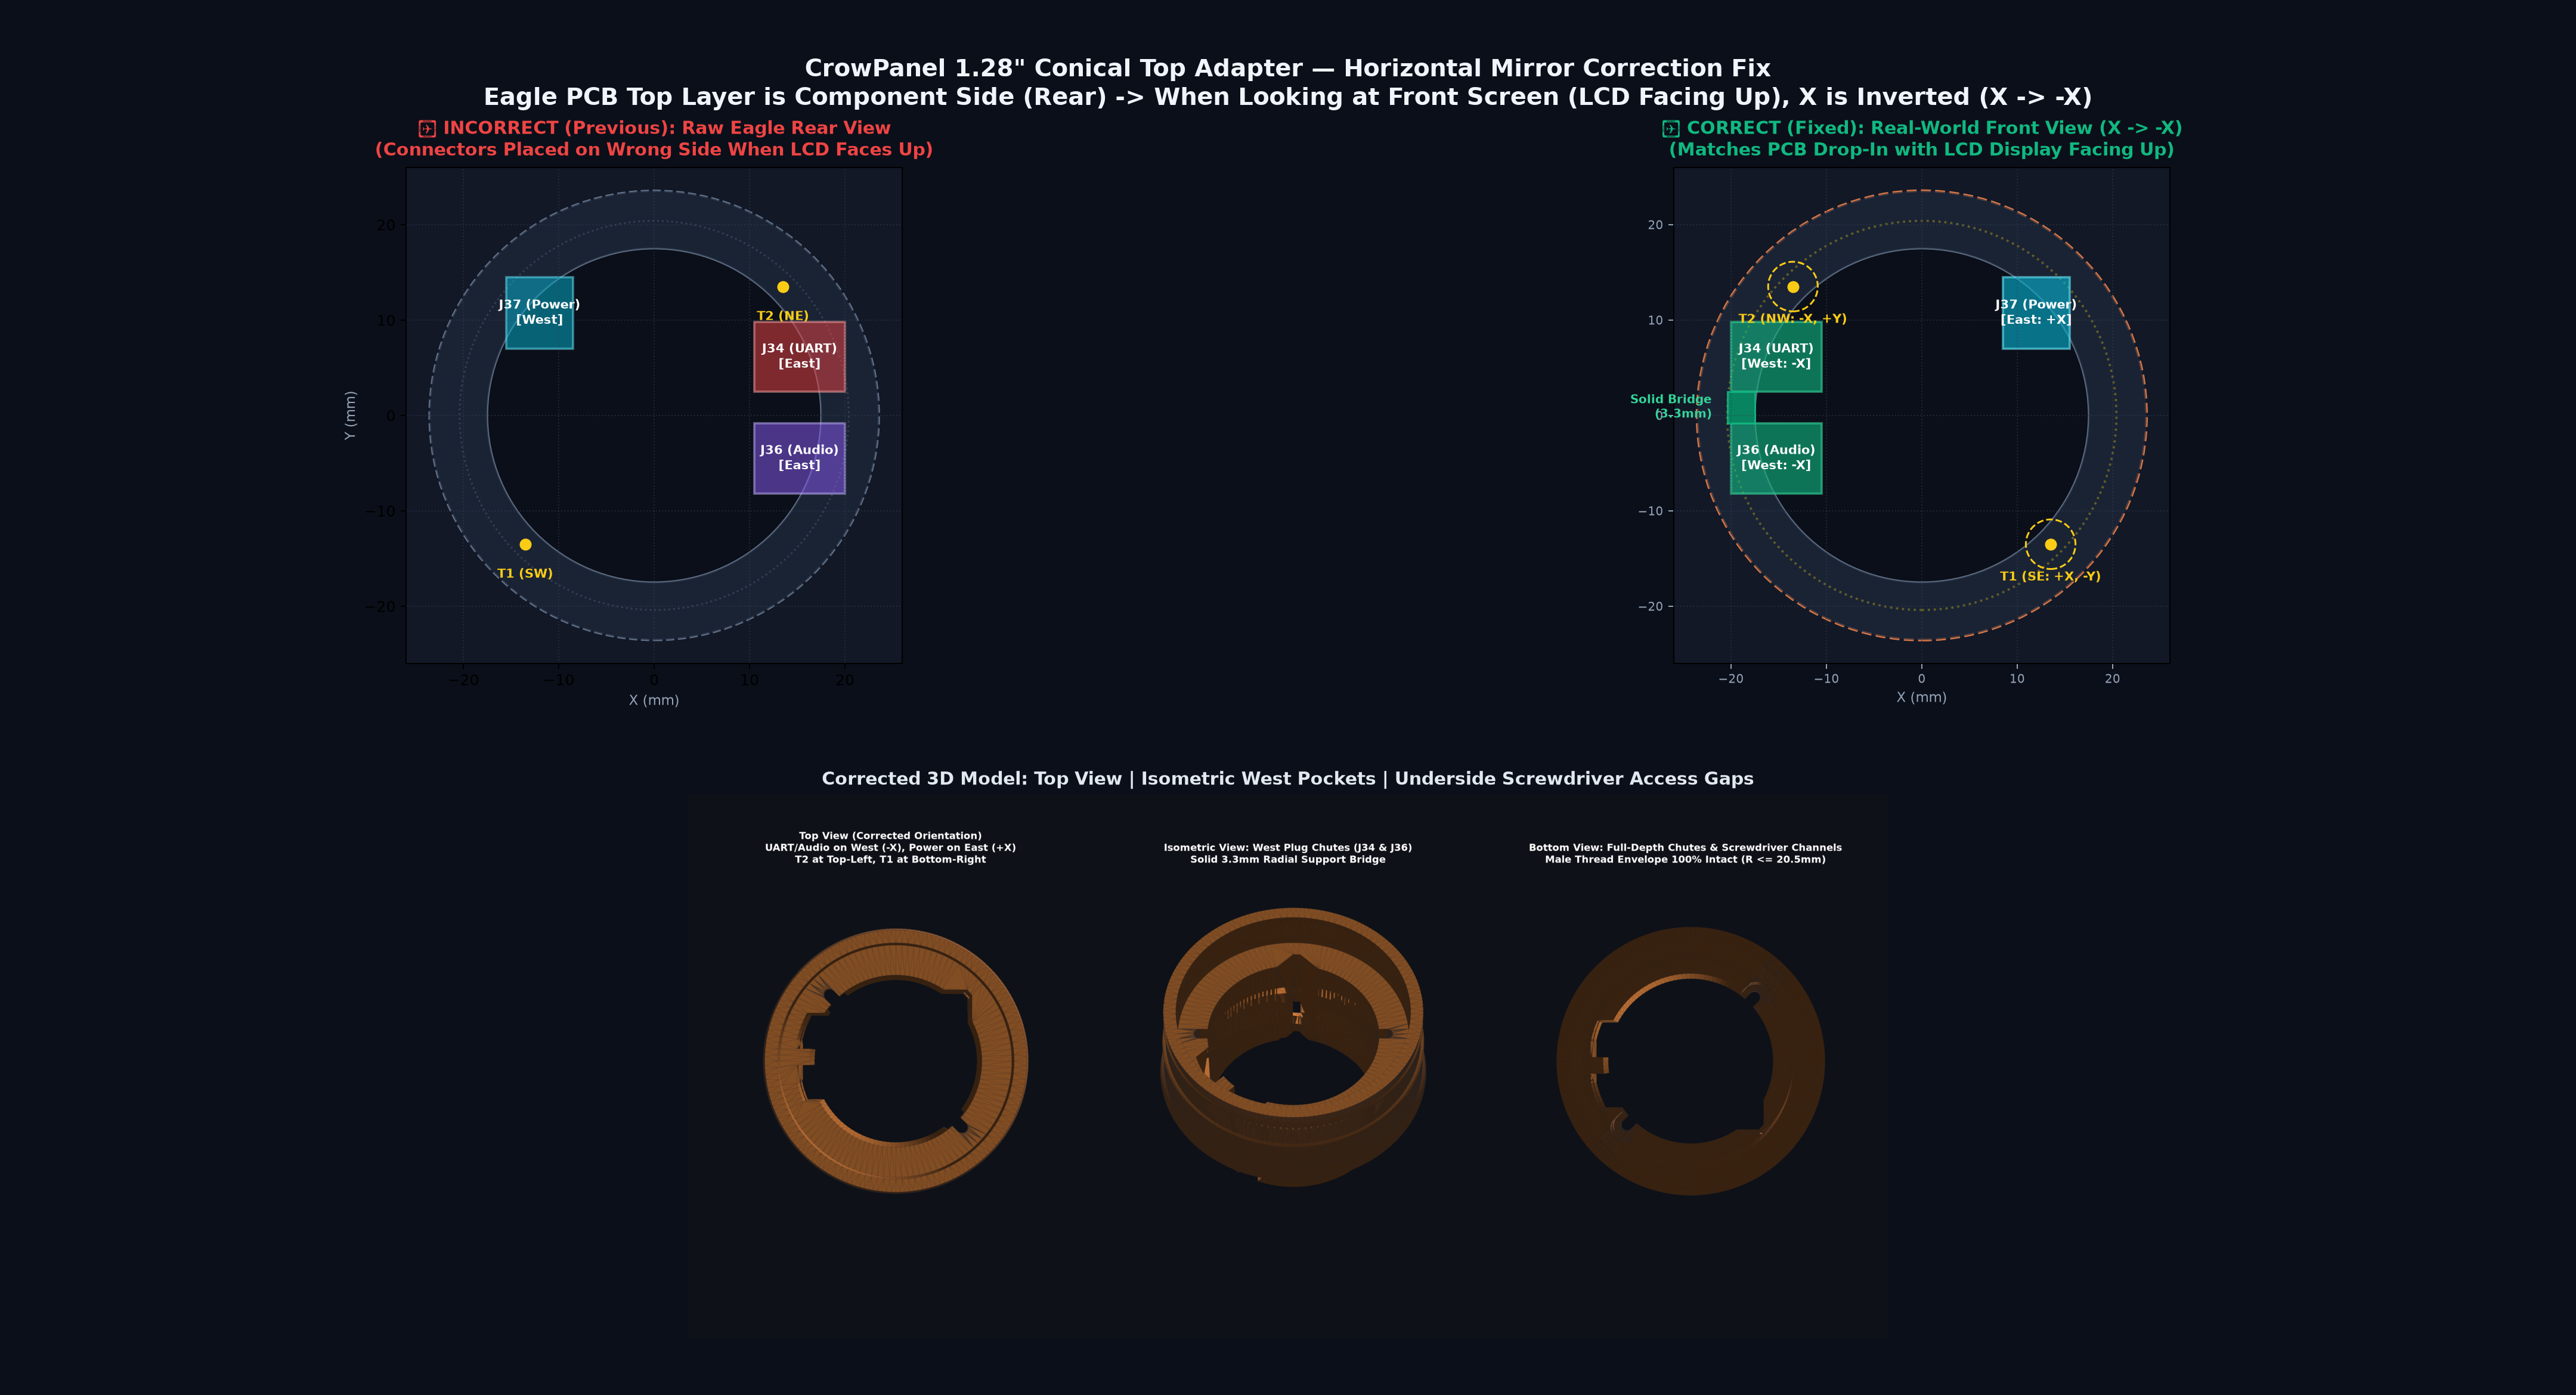 CrowPanel 1.28" Conical Top Adapter — Horizontal Mirror Correction Fix
Eagle PCB Top Layer is Component Side (Rear) -> When Looking at Front Screen (LCD Facing Up), X is Inverted (X -> -X)
INCORRECT (Previous): Raw Eagle Rear View
(Connectors Placed on Wrong Side When LCD Faces Up)
Y (mm)
20
10
0
−10
−20
J37 (Power)
[West]
T2 (NE)
J34 (UART)
[East]
J36 (Audio)
[East]
T1 (SW)
−20
−10
0
10
20
X (mm)
CORRECT (Fixed): Real-World Front View (X -> -X)
(Matches PCB Drop-In with LCD Display Facing Up)
20
10
0
−10
−20
J37 (Power)
[East: +X]
T2 (NW: -X, +Y)
J34 (UART)
[West: -X]
Solid Bridge
(3.3mm)
J36 (Audio)
[West: -X]
T1 (SE: +X, -Y)
−20
−10
0
10
20
X (mm)
Corrected 3D Model: Top View | Isometric West Pockets | Underside Screwdriver Access Gaps
Top View (Corrected Orientation)
UART/Audio on West (-X), Power on East (+X)
T2 at Top-Left, T1 at Bottom-Right
Isometric View: West Plug Chutes (J34 & J36)
Solid 3.3mm Radial Support Bridge
Bottom View: Full-Depth Chutes & Screwdriver Channels
Male Thread Envelope 100% Intact (R <= 20.5mm)